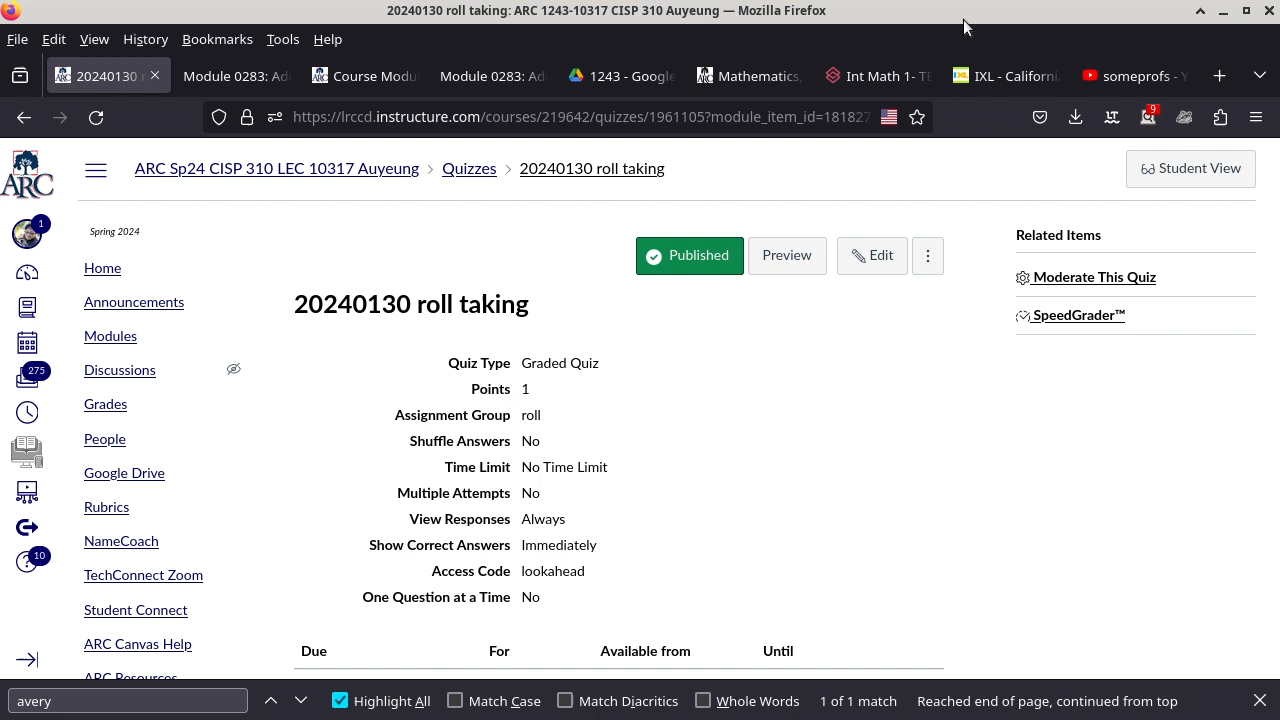 20240130 roll taking: ARC 1243-10317 CISP 310 Auyeung — Mozilla Firefox
File Edit View History Bookmarks Tools Help
20240130 r Module 0283: Ad Course Modu Module 0283: Ad 1243 - Google Mathematics, Int Math 1- TE IXL - Californi someprofs - Y
https://lrccd.instructure.com/courses/219642/quizzes/1961105?module_item_id=181827 9
ARC
ARC Sp24 CISP 310 LEC 10317 Auyeung > Quizzes > 20240130 roll taking
Student View
1
275
10
Spring 2024
Home
Announcements
Modules
Discussions
Grades
People
Google Drive
Rubrics
NameCoach
TechConnect Zoom
Student Connect
ARC Canvas Help
ARC Resources
Published Preview Edit
20240130 roll taking
Quiz Type Graded Quiz
Points 1
Assignment Group roll
Shuffle Answers No
Time Limit No Time Limit
Multiple Attempts No
View Responses Always
Show Correct Answers Immediately
Access Code lookahead
One Question at a Time No
Due For Available from Until
Related Items
Moderate This Quiz
SpeedGrader™
avery Highlight All Match Case Match Diacritics Whole Words 1 of 1 match Reached end of page, continued from top